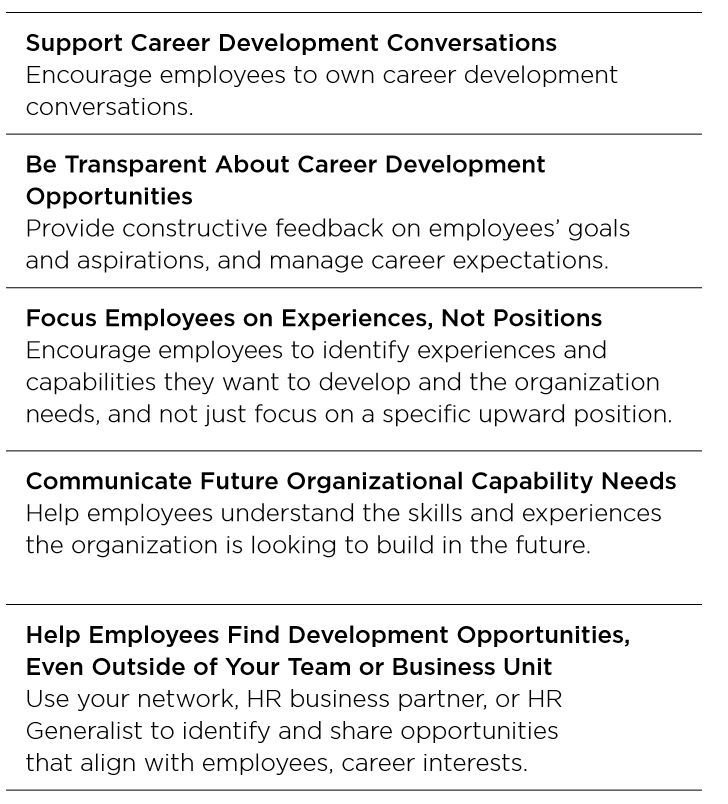 Support Career Development Conversations
Encourage employees to own career development
conversations.
Be Transparent About Career Development
Opportunities
Provide constructive feedback on employees’ goals
and aspirations, and manage career expectations.
Focus Employees on Experiences, Not Positions
Encourage employees to identify experiences and
capabilities they want to develop and the organization
needs, and not just focus on a specific upward position.
Communicate Future Organizational Capability Needs
Help employees understand the skills and experiences
the organization is looking to build in the future.
Help Employees Find Development Opportunities,
Even Outside of Your Team or Business Unit
Use your network, HR business partner, or HR
Generalist to identify and share opportunities
that align with employees, career interests.